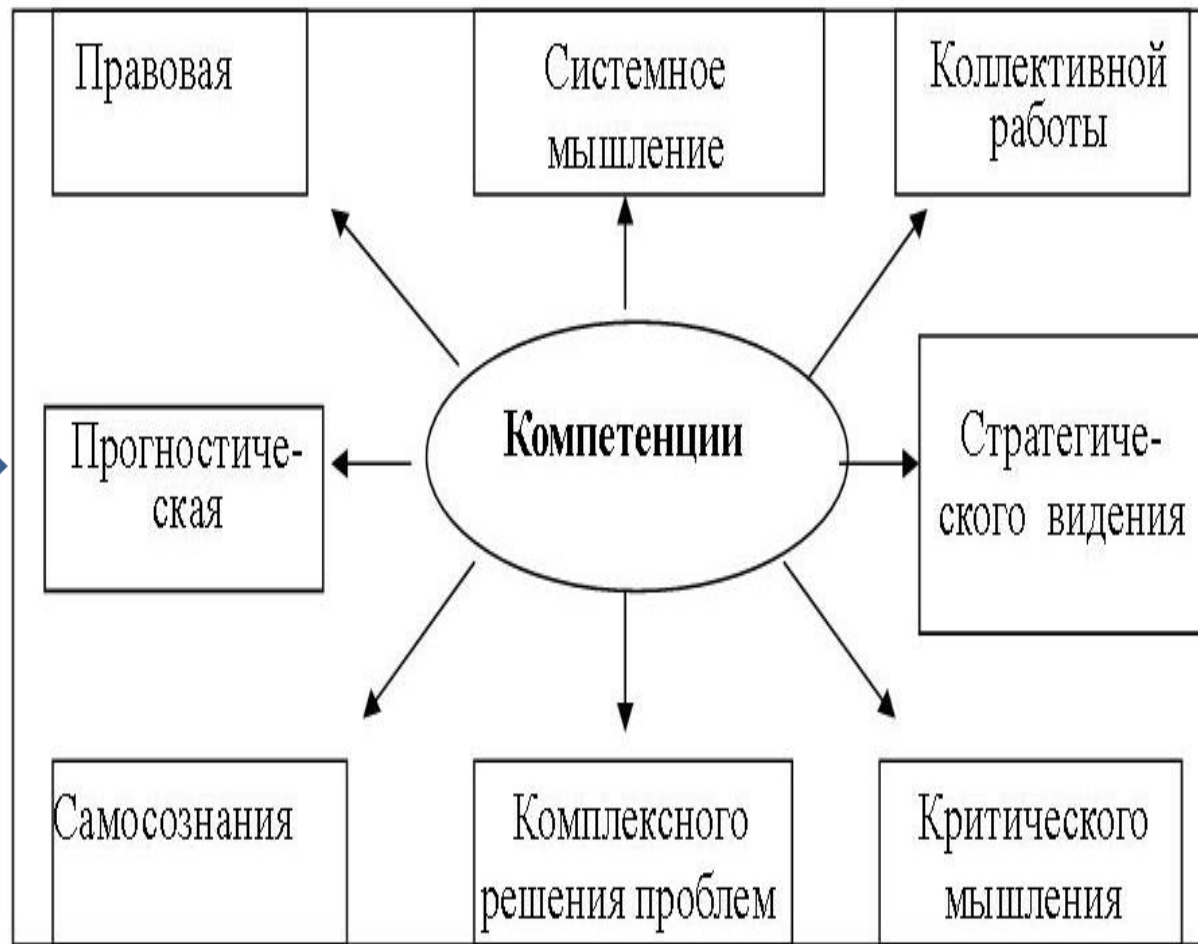 Правовая
Системное
мышление
Коллективной
работы
Прогностиче-
ская
Компетенции
Стратегиче-
ского видения
Самосознания
Комплексного
решения проблем
Критического
мышления